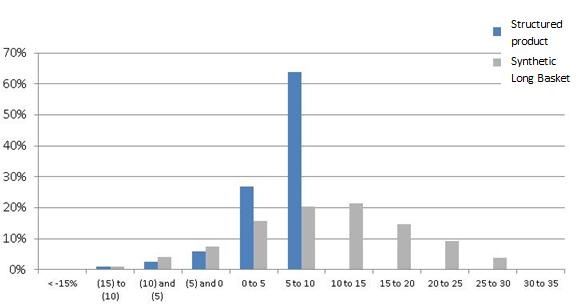 Structured
product
Synthetic
Long Basket
70%
60%
50%
40%
30%
20%
10%
0%
< -15%
(15) to
(10)
(10) and
(5)
(5) and 0
0 to 5
5 to 10
10 to 15
15 to 20
20 to 25
25 to 30
30 to 35